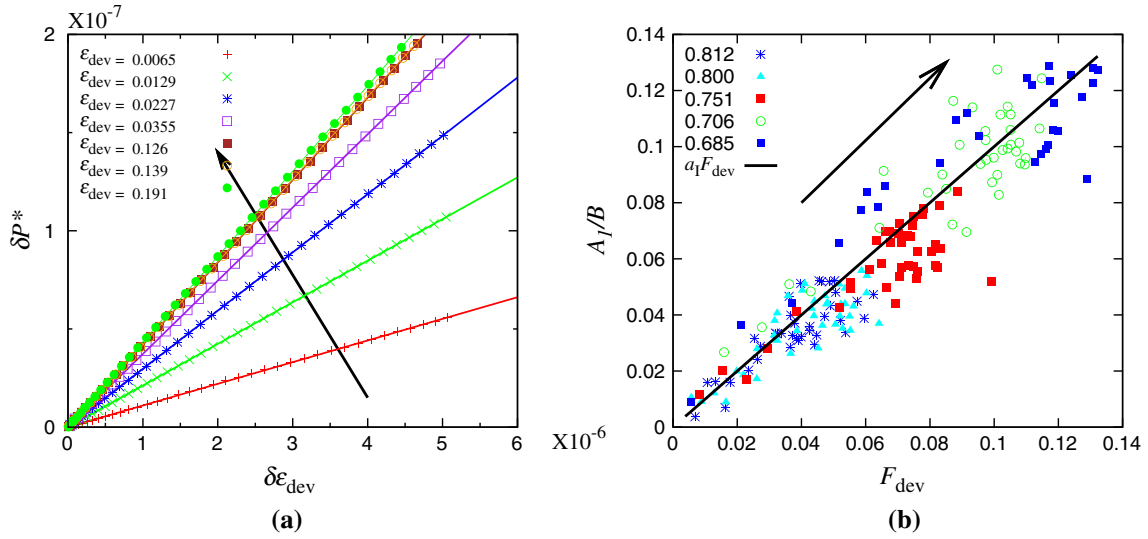 X10^-7
2
1
0
0 1 2 3 4 5 6
X10^-6
δP*
δε_dev
ε_dev = 0.0065
ε_dev = 0.0129
ε_dev = 0.0227
ε_dev = 0.0355
ε_dev = 0.126
ε_dev = 0.139
ε_dev = 0.191
(a)
0.14
0.12
0.1
0.08
0.06
0.04
0.02
0
0 0.02 0.04 0.06 0.08 0.1 0.12 0.14
A_I/B
F_dev
0.812
0.800
0.751
0.706
0.685
a_I F_dev
(b)